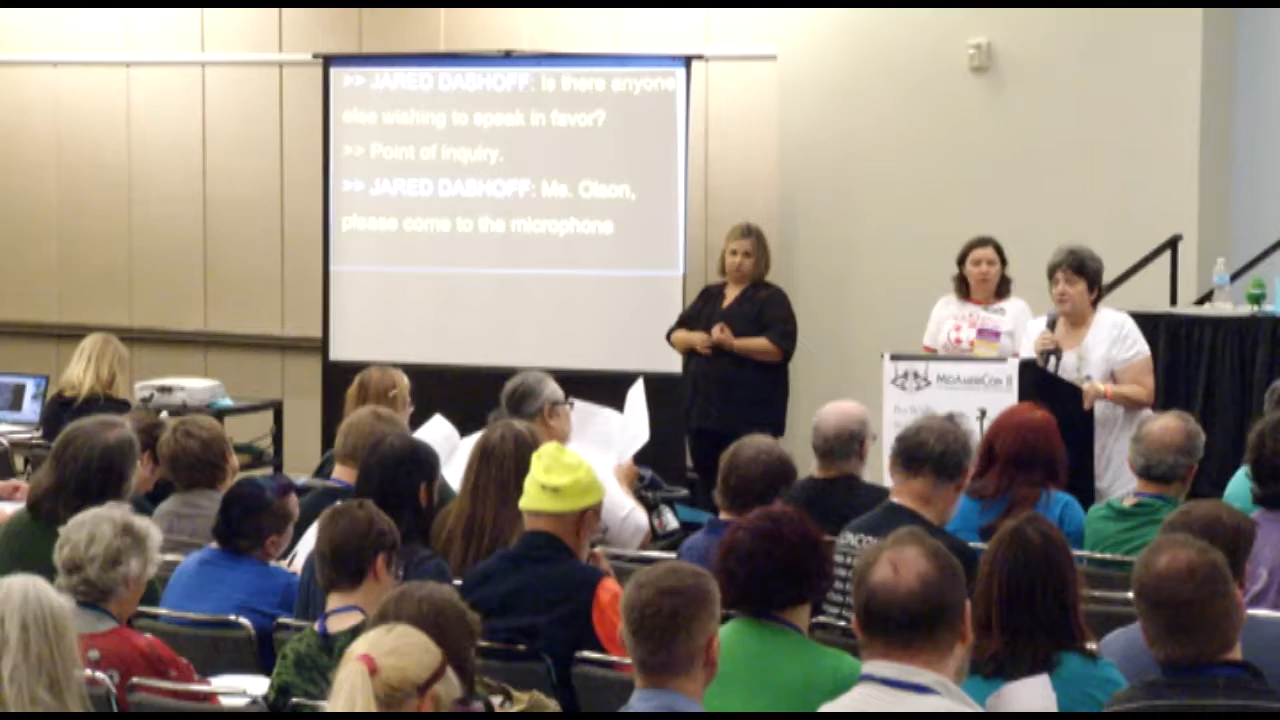 >> JARED DASHOFF: Is there anyone
else wishing to speak in favor?
>> Point of inquiry.
>> JARED DASHOFF: Ms. Olson,
please come to the microphone
MIDAMERICON II